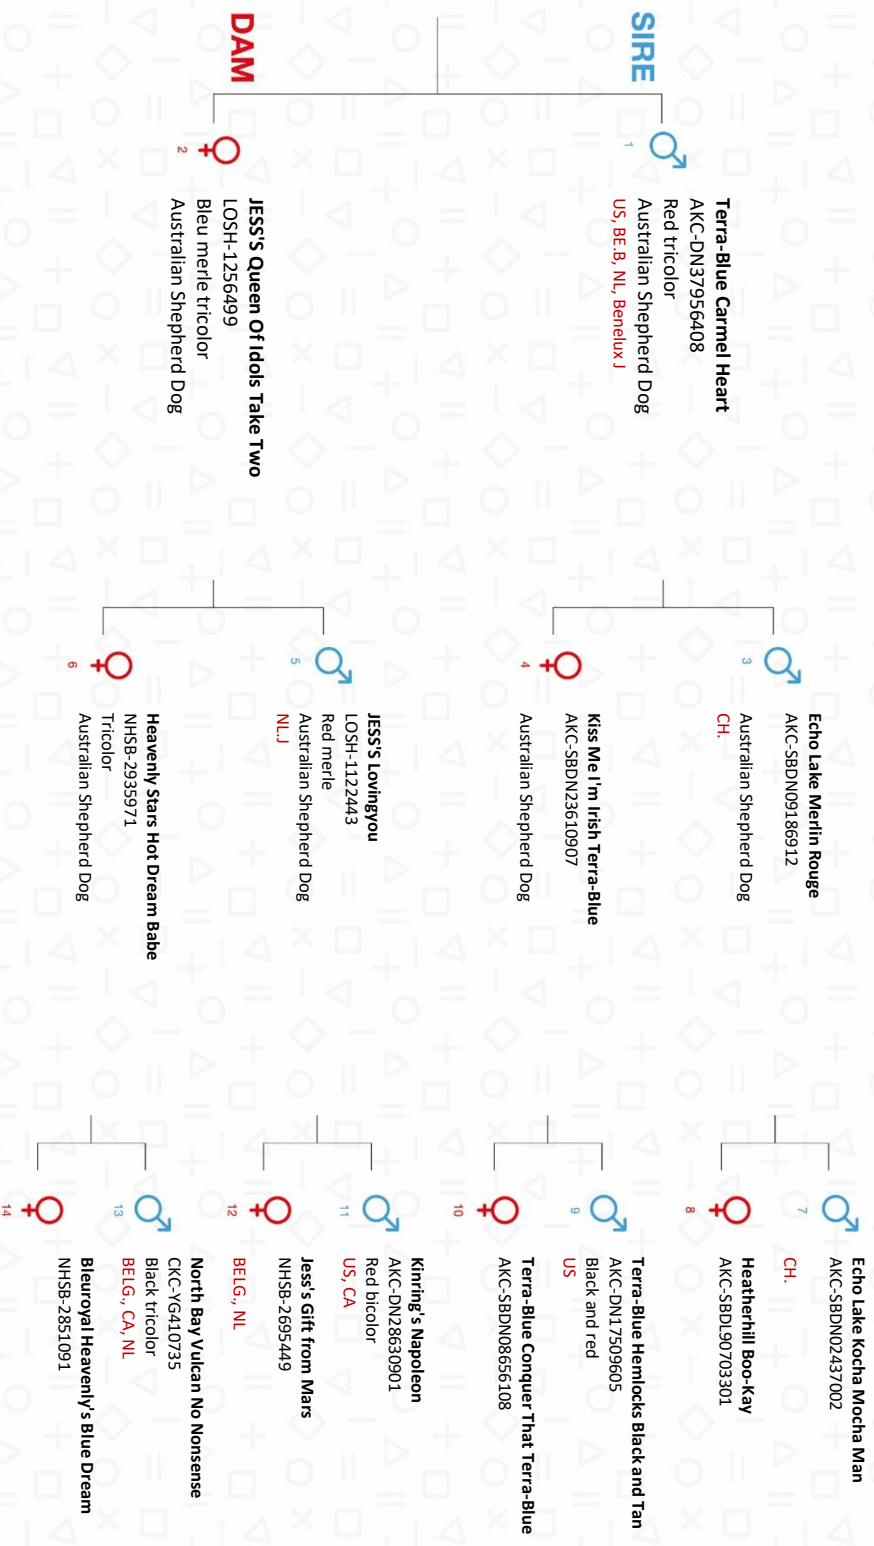 SIRE
1
Terra-Blue Carmel Heart
AKC-DN37956408
Red tricolor
Australian Shepherd Dog
US, BE.B, NL, Benelux J
DAM
2
JESS'S Queen Of Idols Take Two
LOSH-1256499
Bleu merle tricolor
Australian Shepherd Dog
3
Echo Lake Merlin Rouge
AKC-SBDN09186912
Australian Shepherd Dog
CH.
4
Kiss Me I'm Irish Terra-Blue
AKC-SBDN23610907
Australian Shepherd Dog
5
JESS'S Lovingyou
LOSH-1122443
Red merle
Australian Shepherd Dog
NL.J
6
Heavenly Stars Hot Dream Babe
NHSB-2935971
Tricolor
Australian Shepherd Dog
7
Echo Lake Kocha Mocha Man
AKC-SBDN02437002
CH.
8
Heatherhill Boo-Kay
AKC-SBDL90703301
9
Terra-Blue Hemlocks Black and Tan
AKC-DN17509605
Black and red
US
10
Terra-Blue Conquer That Terra-Blue
AKC-SBDN08656108
11
Kinring's Napoleon
AKC-DN28630901
Red bicolor
US, CA
12
Jess's Gift from Mars
NHSB-2695449
BELG., NL
13
North Bay Vulcan No Nonsense
CKC-YG410735
Black tricolor
BELG., CA, NL
14
Bleuroyal Heavenly's Blue Dream
NHSB-2851091